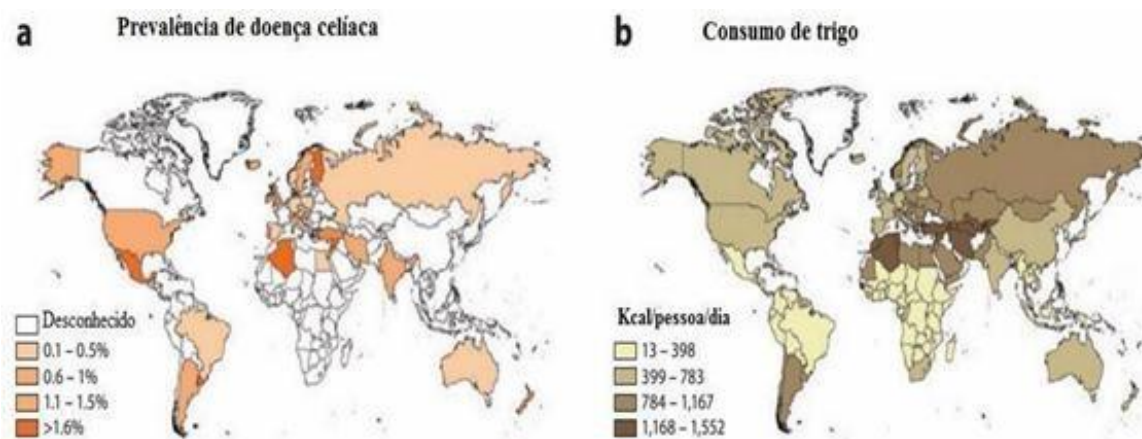 a Prevalência de doença celíaca
Desconhecido
0.1 – 0.5%
0.6 – 1%
1.1 – 1.5%
>1.6%
b Consumo de trigo
Kcal/pessoa/dia
13 – 398
399 – 783
784 – 1,167
1,168 – 1,552